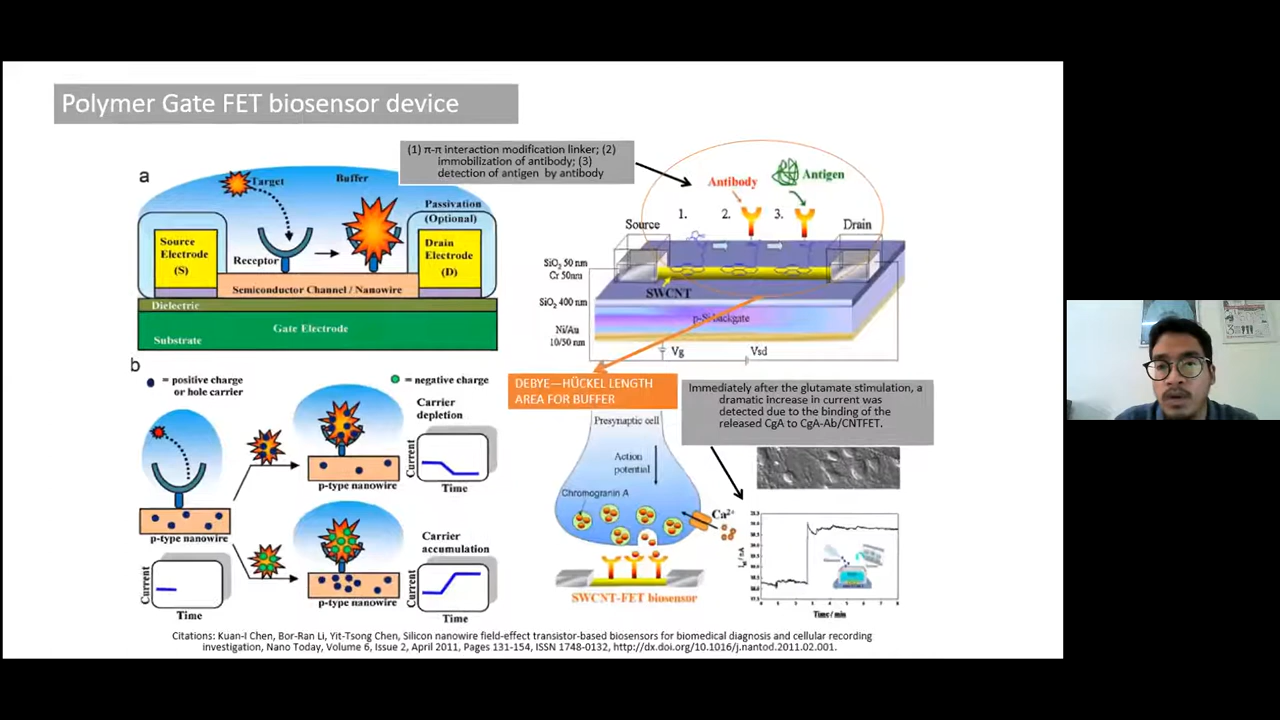 Polymer Gate FET biosensor device
(1) π-π interaction modification linker; (2)
immobilization of antibody; (3)
detection of antigen by antibody
a
Target
Buffer
Passivation
(Optional)
Source
Electrode
(S)
Receptor
Drain
Electrode
(D)
Semiconductor Channel / Nanowire
Dielectric
Gate Electrode
Substrate
Antibody
Antigen
1.
2.
3.
Source
Drain
SiO₂ 50 nm
Cr 50nm
SWCNT
SiO₂ 400 nm
p-Si backgate
Ni/Au
10/50 nm
Vg
Vsd
b
= positive charge
or hole carrier
= negative charge
Carrier
depletion
Current
Time
p-type nanowire
p-type nanowire
Current
Time
Carrier
accumulation
Current
Time
p-type nanowire
DEBYE—HÜCKEL LENGTH
AREA FOR BUFFER
Immediately after the glutamate stimulation, a
dramatic increase in current was
detected due to the binding of the
released CgA to CgA-Ab/CNTFET.
Presynaptic cell
Action
potential
Chromogranin A
Ca²⁺
SWCNT-FET biosensor
0
2
4
6
8
Time / min
Citations: Kuan-I Chen, Bor-Ran Li, Yit-Tsong Chen, Silicon nanowire field-effect transistor-based biosensors for biomedical diagnosis and cellular recording
investigation, Nano Today, Volume 6, Issue 2, April 2011, Pages 131-154, ISSN 1748-0132, http://dx.doi.org/10.1016/j.nantod.2011.02.001.